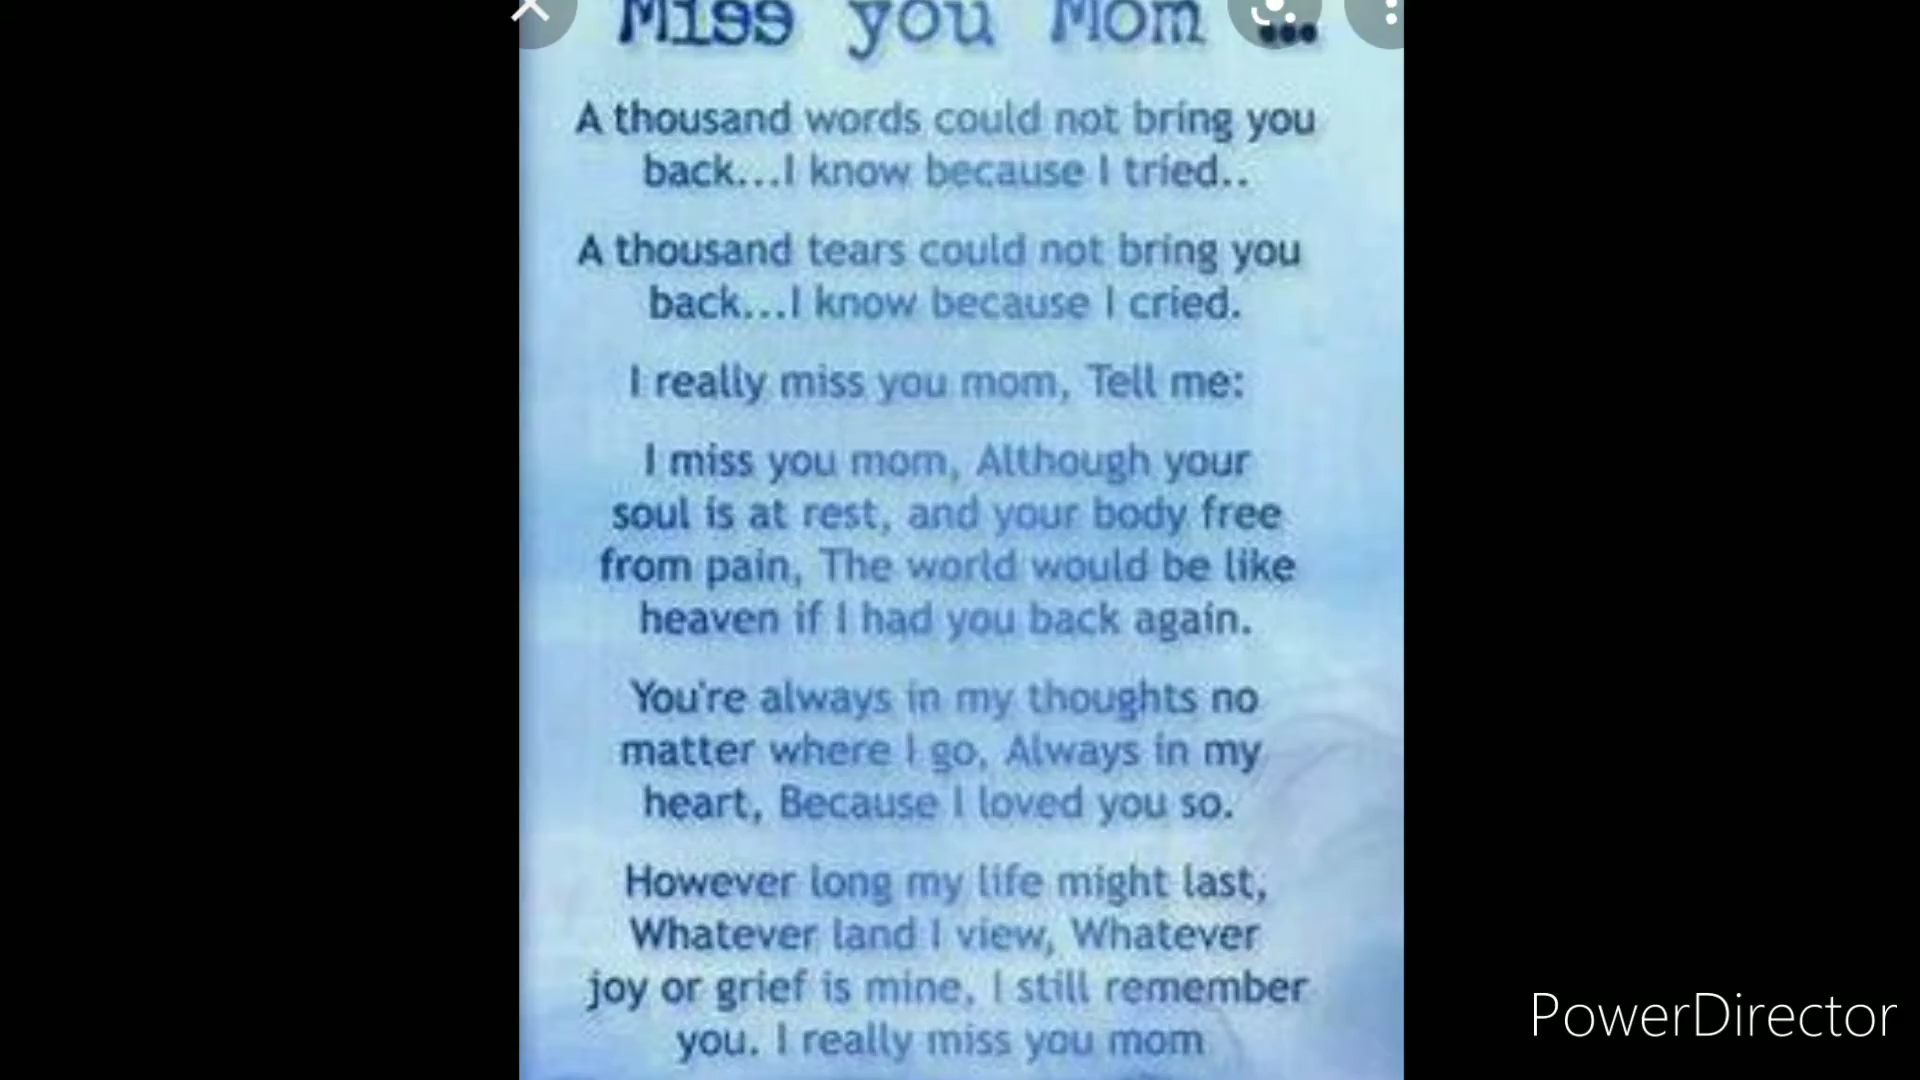 Miss you Mom ...
A thousand words could not bring you
back...I know because I tried..
A thousand tears could not bring you
back...I know because I cried.
I really miss you mom, Tell me:
I miss you mom, Although your
soul is at rest, and your body free
from pain, The world would be like
heaven if I had you back again.
You're always in my thoughts no
matter where I go, Always in my
heart, Because I loved you so.
However long my life might last,
Whatever land I view, Whatever
joy or grief is mine, I still remember
you. I really miss you mom
PowerDirector